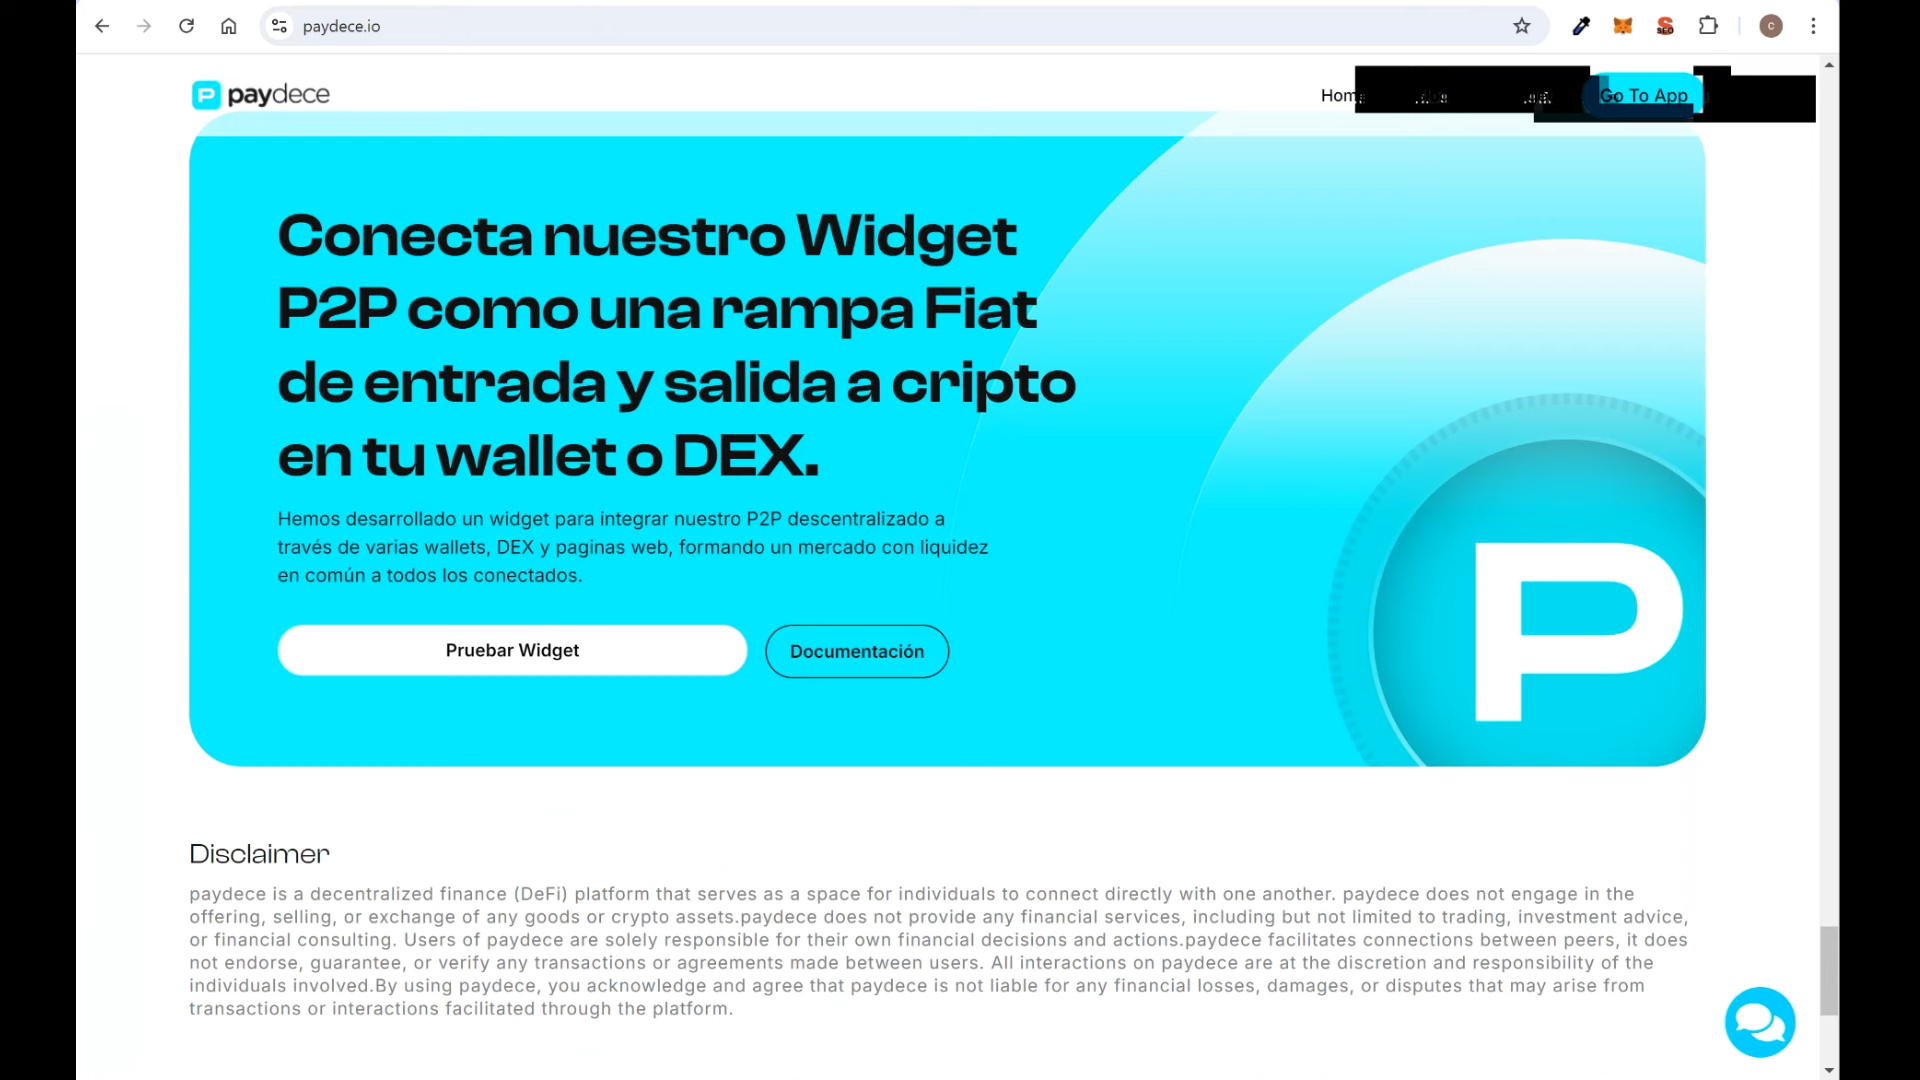 paydece.io
SEO
C
paydece
Go To App
Conecta nuestro Widget
P2P como una rampa Fiat
de entrada y salida a cripto
en tu wallet o DEX.
Hemos desarrollado un widget para integrar nuestro P2P descentralizado a
través de varias wallets, DEX y paginas web, formando un mercado con liquidez
en común a todos los conectados.
Pruebar Widget
Documentación
P
Disclaimer
paydece is a decentralized finance (DeFi) platform that serves as a space for individuals to connect directly with one another. paydece does not engage in the
offering, selling, or exchange of any goods or crypto assets.paydece does not provide any financial services, including but not limited to trading, investment advice,
or financial consulting. Users of paydece are solely responsible for their own financial decisions and actions.paydece facilitates connections between peers, it does
not endorse, guarantee, or verify any transactions or agreements made between users. All interactions on paydece are at the discretion and responsibility of the
individuals involved.By using paydece, you acknowledge and agree that paydece is not liable for any financial losses, damages, or disputes that may arise from
transactions or interactions facilitated through the platform.